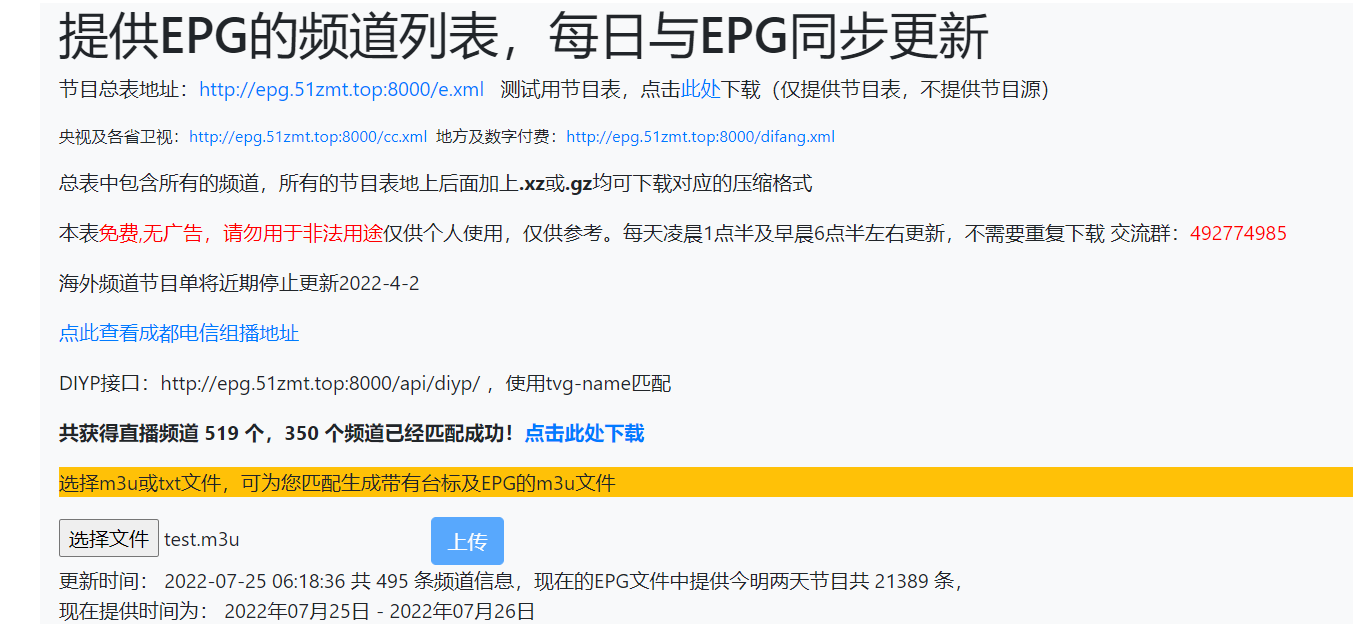 提供EPG的频道列表，每日与EPG同步更新
节目总表地址：http://epg.51zmt.top:8000/e.xml 测试用节目表，点击此处下载（仅提供节目表，不提供节目源）
央视及各省卫视：http://epg.51zmt.top:8000/cc.xml 地方及数字付费：http://epg.51zmt.top:8000/difang.xml
总表中包含所有的频道，所有的节目表地上后面加上.xz或.gz均可下载对应的压缩格式
本表免费,无广告，请勿用于非法用途仅供个人使用，仅供参考。每天凌晨1点半及早晨6点半左右更新，不需要重复下载 交流群：492774985
海外频道节目单将近期停止更新2022-4-2
点此查看成都电信组播地址
DIYP接口：http://epg.51zmt.top:8000/api/diyp/ ，使用tvg-name匹配
共获得直播频道 519 个，350 个频道已经匹配成功！点击此处下载
选择m3u或txt文件，可为您匹配生成带有台标及EPG的m3u文件
选择文件 test.m3u 上传
更新时间： 2022-07-25 06:18:36 共 495 条频道信息，现在的EPG文件中提供今明两天节目共 21389 条，
现在提供时间为： 2022年07月25日 - 2022年07月26日